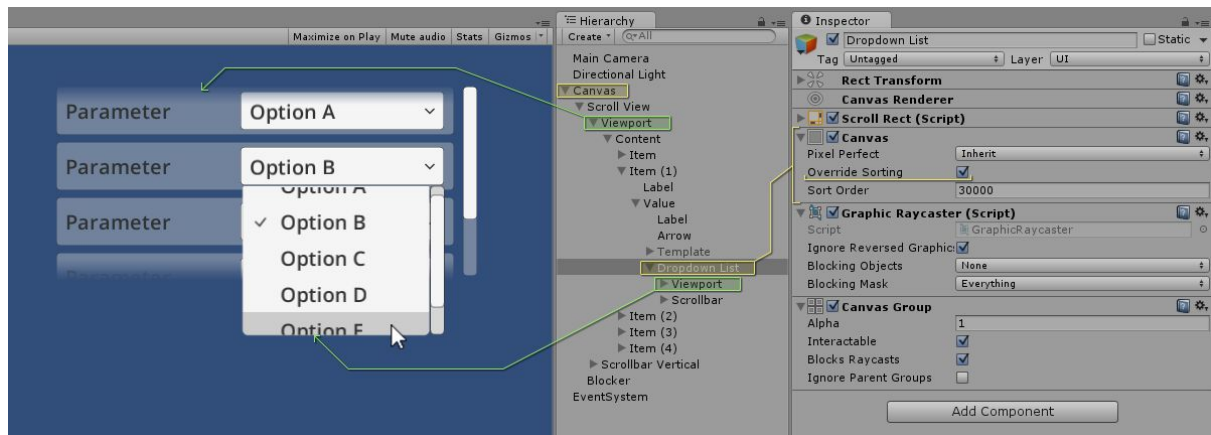 Maximize on Play Mute audio Stats Gizmos
Parameter Option A
Parameter Option B
Option A
Parameter Option B
Option C
Option D
Parameter
Option E
Hierarchy
Create All
Main Camera
Directional Light
Canvas
Scroll View
Viewport
Content
Item
Item (1)
Label
Value
Label
Arrow
Template
Dropdown List
Viewport
Scrollbar
Item (2)
Item (3)
Item (4)
Scrollbar Vertical
Blocker
EventSystem
Inspector
Dropdown List Static
Tag Untagged Layer UI
Rect Transform
Canvas Renderer
Scroll Rect (Script)
Canvas
Pixel Perfect Inherit
Override Sorting
Sort Order 30000
Graphic Raycaster (Script)
Script GraphicRaycaster
Ignore Reversed Graphic:
Blocking Objects None
Blocking Mask Everything
Canvas Group
Alpha 1
Interactable
Blocks Raycasts
Ignore Parent Groups
Add Component